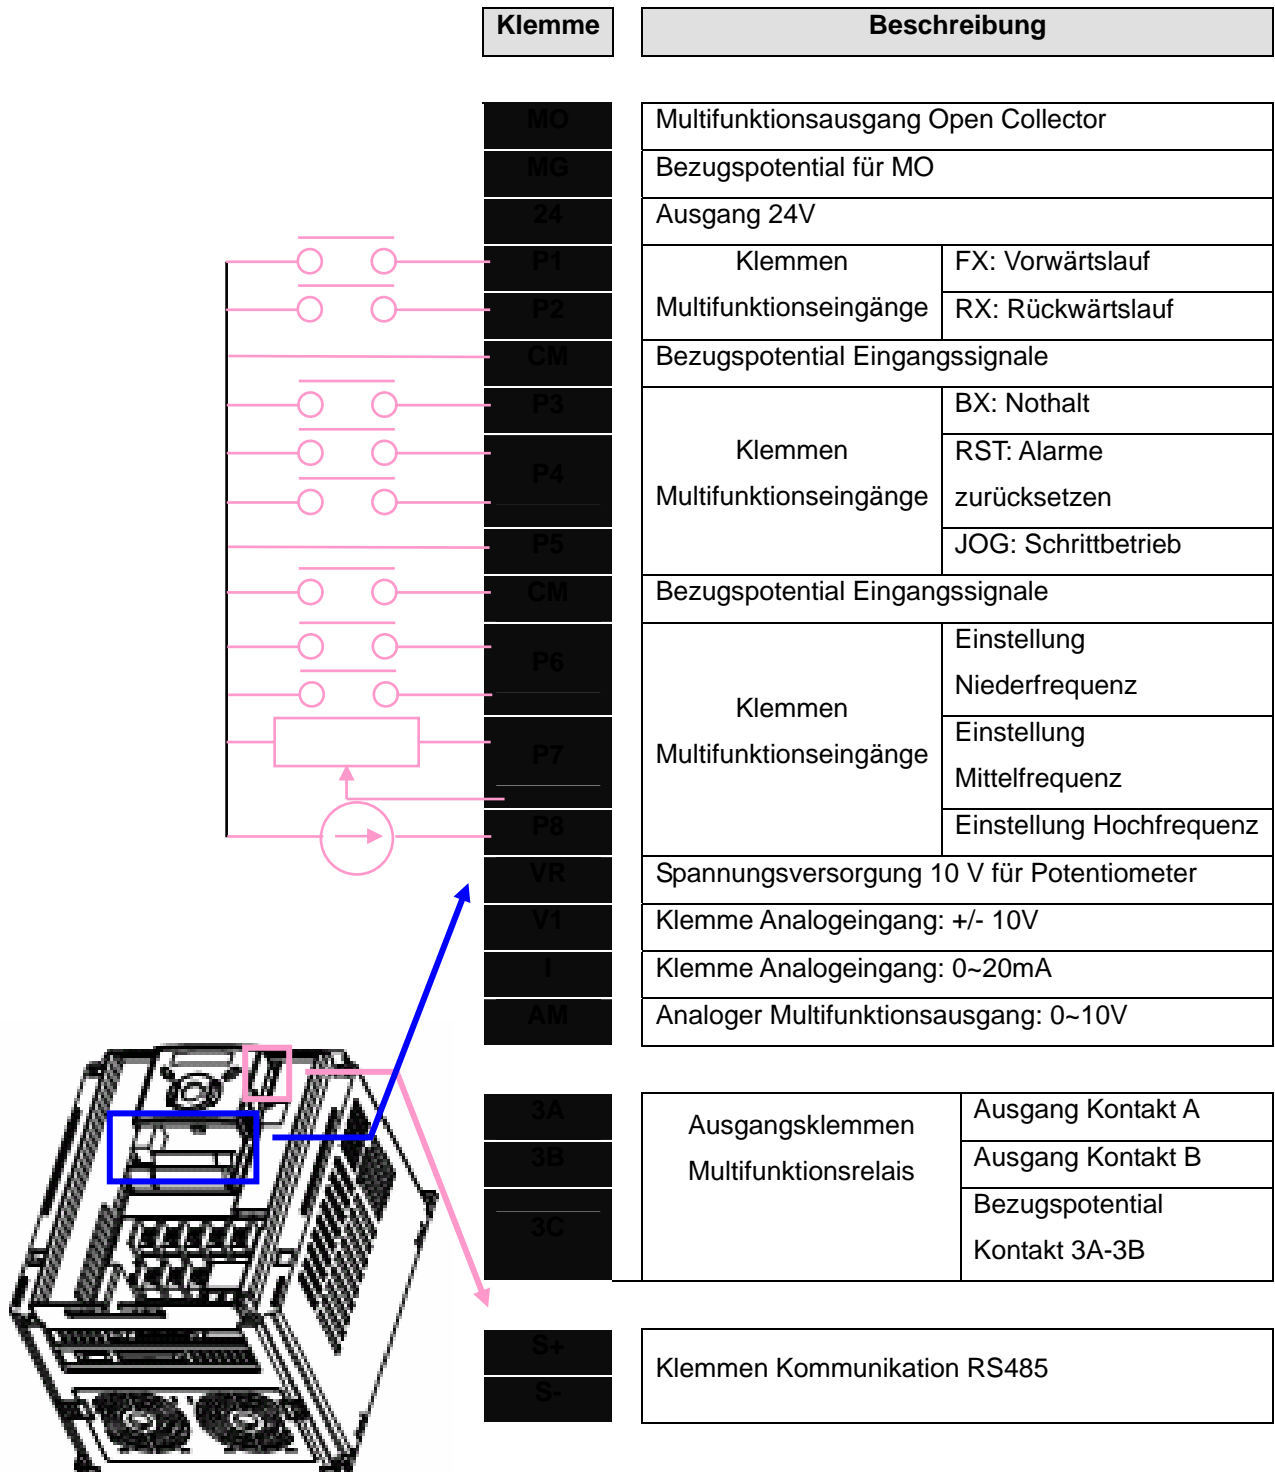 Klemme Beschreibung
MO Multifunktionsausgang Open Collector
MG Bezugspotential für MO
24 Ausgang 24V
P1 Klemmen FX: Vorwärtslauf
P2 Multifunktionseingänge RX: Rückwärtslauf
CM Bezugspotential Eingangssignale
P3 BX: Nothalt
Klemmen RST: Alarme
P4
Multifunktionseingänge zurücksetzen
P5 JOG: Schrittbetrieb
CM Bezugspotential Eingangssignale
Einstellung
P6
Niederfrequenz
Klemmen
Einstellung
Multifunktionseingänge
P7
Mittelfrequenz
P8 Einstellung Hochfrequenz
VR Spannungsversorgung 10 V für Potentiometer
V1 Klemme Analogeingang: +/- 10V
I Klemme Analogeingang: 0~20mA
AM Analoger Multifunktionsausgang: 0~10V
3A Ausgangsklemmen Ausgang Kontakt A
3B Multifunktionsrelais Ausgang Kontakt B
Bezugspotential
3C
Kontakt 3A-3B
S+
Klemmen Kommunikation RS485
S-